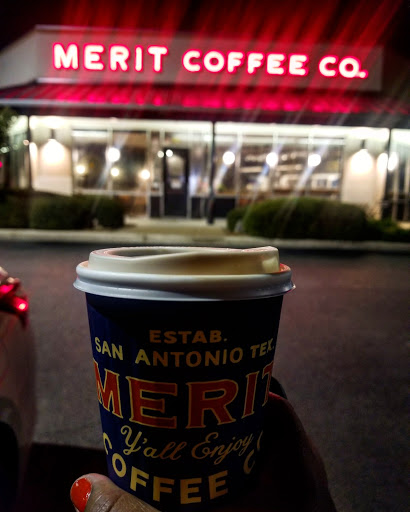 MERIT COFFEE CO.
ESTAB.
SAN ANTONIO TEX.
MERIT
Y'all Enjoy
COFFEE C